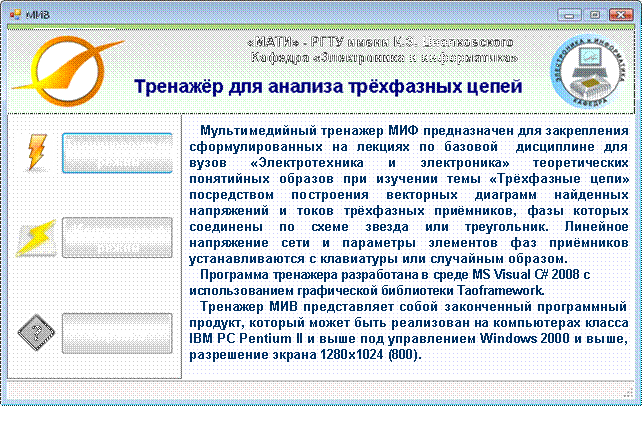 МИВ
«МАТИ» - РГТУ имени К.Э. Циолковского
Кафедра «Электроника и информатика»
Тренажёр для анализа трёхфазных цепей
ЭЛЕКТРОНИКА И ИНФОРМАТИКА
КАФЕДРА
режим
режим
?
Мультимедийный тренажер МИФ предназначен для закрепления
сформулированных на лекциях по базовой дисциплине для
вузов «Электротехника и электроника» теоретических
понятийных образов при изучении темы «Трёхфазные цепи»
посредством построения векторных диаграмм найденных
напряжений и токов трёхфазных приёмников, фазы которых
соединены по схеме звезда или треугольник. Линейное
напряжение сети и параметры элементов фаз приёмников
устанавливаются с клавиатуры или случайным образом.
Программа тренажера разработана в среде MS Visual C# 2008 с
использованием графической библиотеки Taoframework.
Тренажер МИВ представляет собой законченный программный
продукт, который может быть реализован на компьютерах класса
IBM PC Pentium II и выше под управлением Windows 2000 и выше,
разрешение экрана 1280x1024 (800).